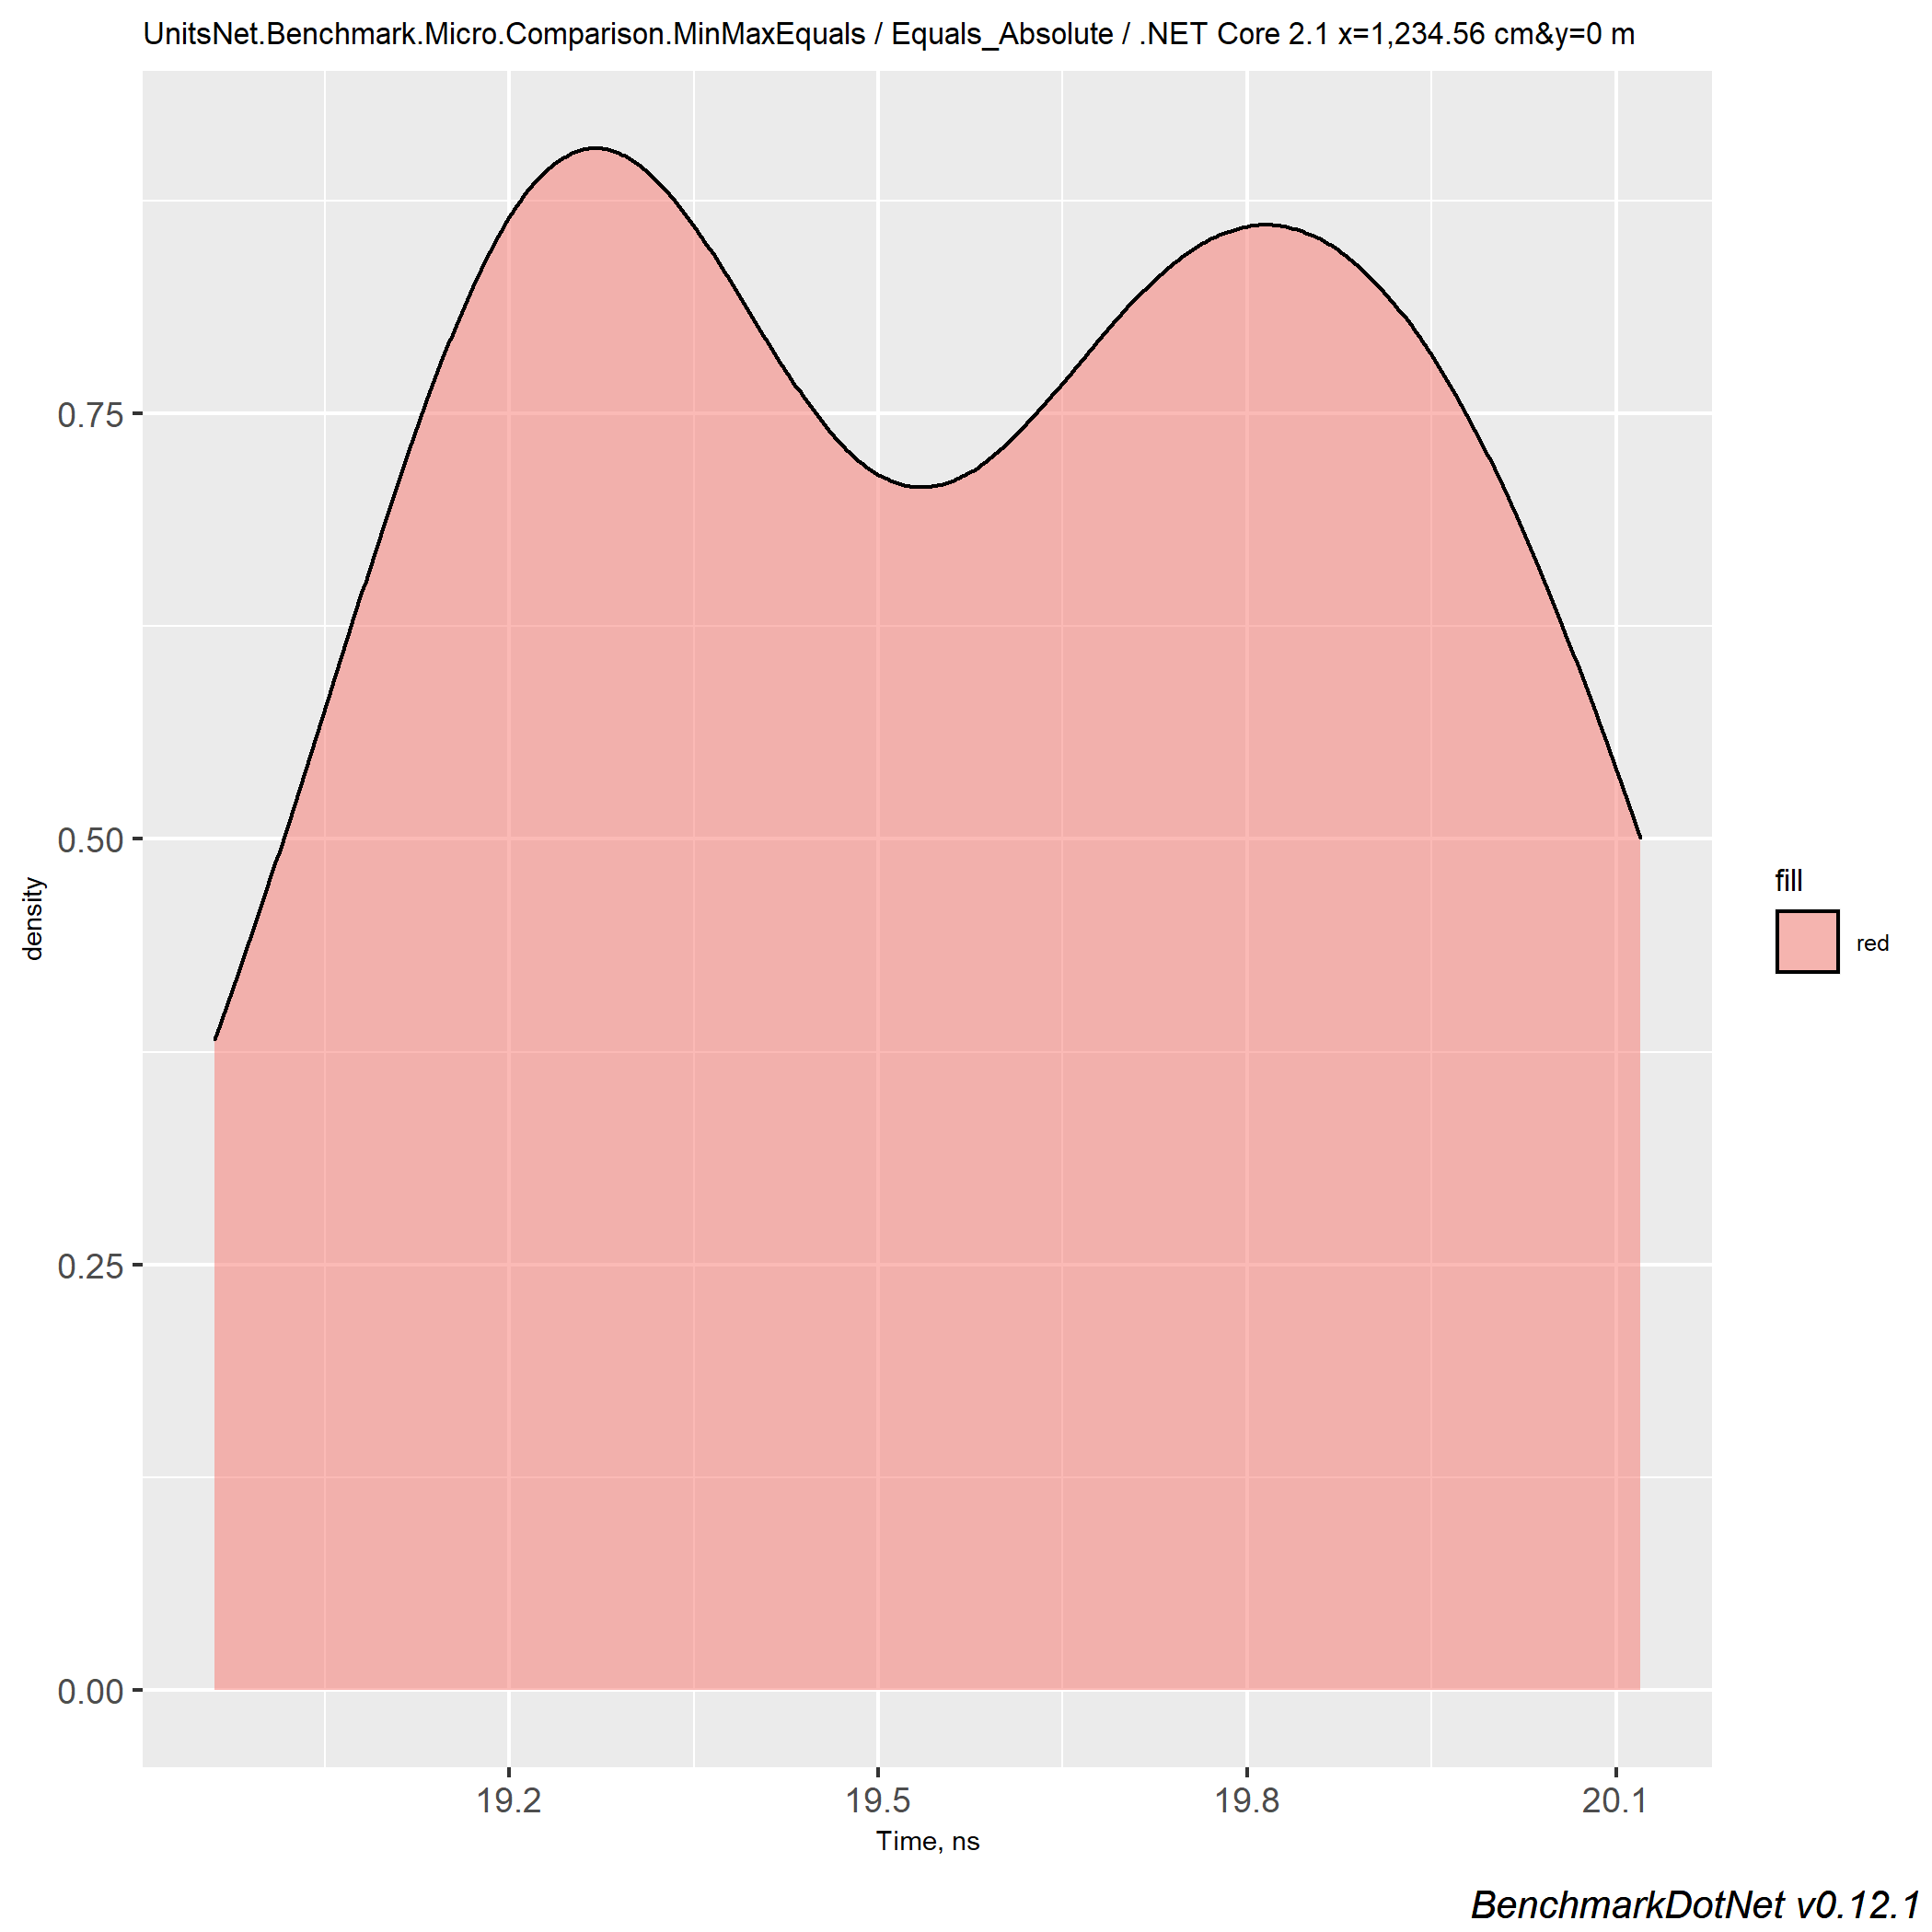 UnitsNet.Benchmark.Micro.Comparison.MinMaxEquals / Equals_Absolute / .NET Core 2.1 x=1,234.56 cm&y=0 m
0.75
0.50
0.25
0.00
density
fill
red
19.2 19.5 19.8 20.1
Time, ns
BenchmarkDotNet v0.12.1